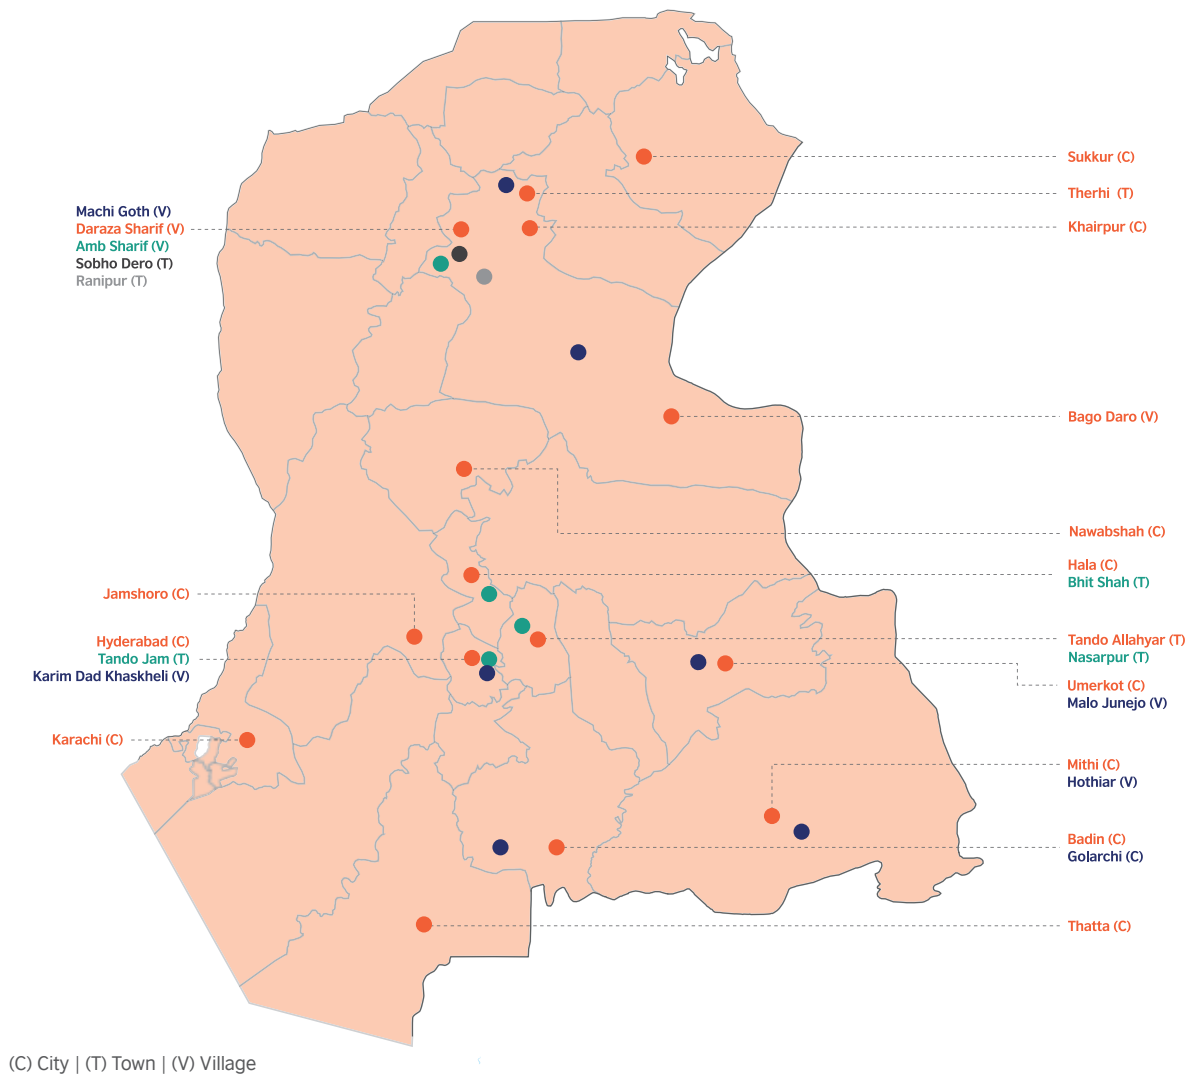 Sukkur (C)
Therhi (T)
Khairpur (C)
Machi Goth (V)
Daraza Sharif (V)
Amb Sharif (V)
Sobho Dero (T)
Ranipur (T)
Bago Daro (V)
Nawabshah (C)
Hala (C)
Bhit Shah (T)
Jamshoro (C)
Hyderabad (C)
Tando Jam (T)
Karim Dad Khaskheli (V)
Tando Allahyar (T)
Nasarpur (T)
Umerkot (C)
Malo Junejo (V)
Karachi (C)
Mithi (C)
Hothiar (V)
Badin (C)
Golarchi (C)
Thatta (C)
(C) City | (T) Town | (V) Village